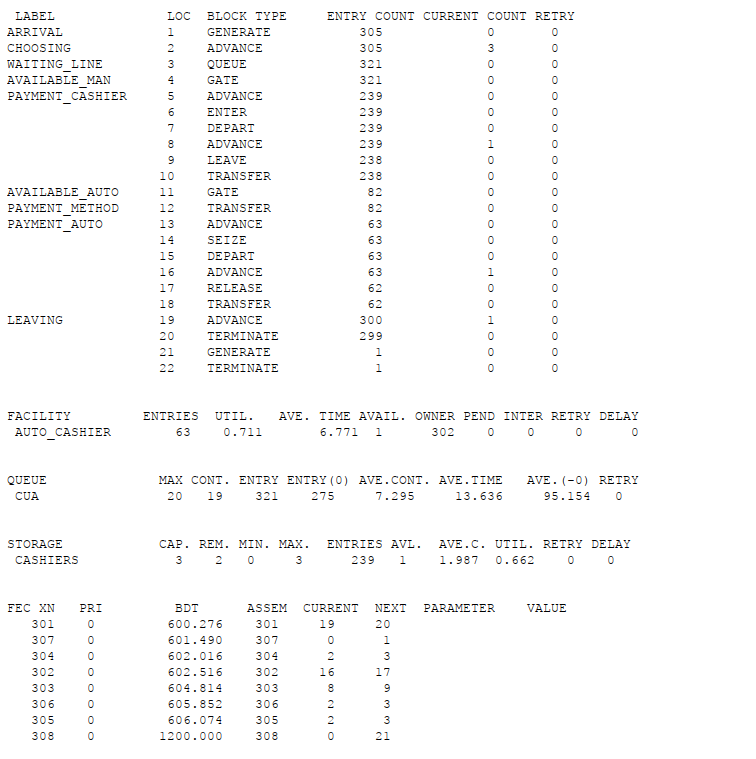 LABEL LOC BLOCK TYPE ENTRY COUNT CURRENT COUNT RETRY
ARRIVAL 1 GENERATE 305 0 0
CHOOSING 2 ADVANCE 305 3 0
WAITING_LINE 3 QUEUE 321 0 0
AVAILABLE_MAN 4 GATE 321 0 0
PAYMENT_CASHIER 5 ADVANCE 239 0 0
6 ENTER 239 0 0
7 DEPART 239 0 0
8 ADVANCE 239 1 0
9 LEAVE 238 0 0
10 TRANSFER 238 0 0
AVAILABLE_AUTO 11 GATE 82 0 0
PAYMENT_METHOD 12 TRANSFER 82 0 0
PAYMENT_AUTO 13 ADVANCE 63 0 0
14 SEIZE 63 0 0
15 DEPART 63 0 0
16 ADVANCE 63 1 0
17 RELEASE 62 0 0
18 TRANSFER 62 0 0
LEAVING 19 ADVANCE 300 1 0
20 TERMINATE 299 0 0
21 GENERATE 1 0 0
22 TERMINATE 1 0 0
FACILITY ENTRIES UTIL. AVE. TIME AVAIL. OWNER PEND INTER RETRY DELAY
AUTO_CASHIER 63 0.711 6.771 1 302 0 0 0 0
QUEUE MAX CONT. ENTRY ENTRY(0) AVE.CONT. AVE.TIME AVE.(-0) RETRY
CUA 20 19 321 275 7.295 13.636 95.154 0
STORAGE CAP. REM. MIN. MAX. ENTRIES AVL. AVE.C. UTIL. RETRY DELAY
CASHIERS 3 2 0 3 239 1 1.987 0.662 0 0
FEC XN PRI BDT ASSEM CURRENT NEXT PARAMETER VALUE
301 0 600.276 301 19 20
307 0 601.490 307 0 1
304 0 602.016 304 2 3
302 0 602.516 302 16 17
303 0 604.814 303 8 9
306 0 605.852 306 2 3
305 0 606.074 305 2 3
308 0 1200.000 308 0 21